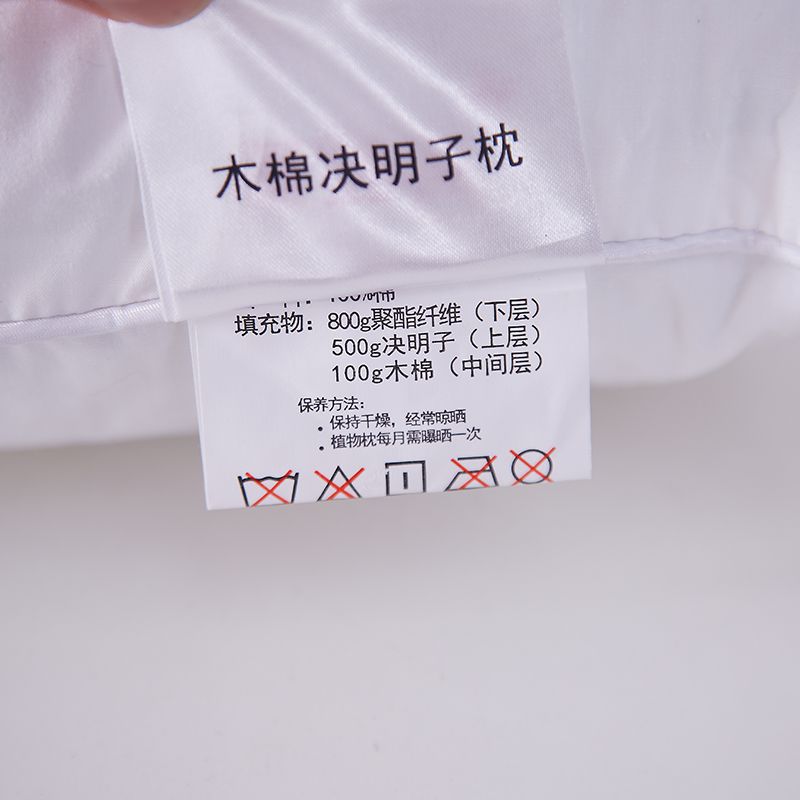 木棉决明子枕
100%棉
填充物：800g聚酯纤维（下层）
500g决明子（上层）
100g木棉（中间层）
保养方法：
• 保持干燥，经常晾晒
• 植物枕每月需曝晒一次